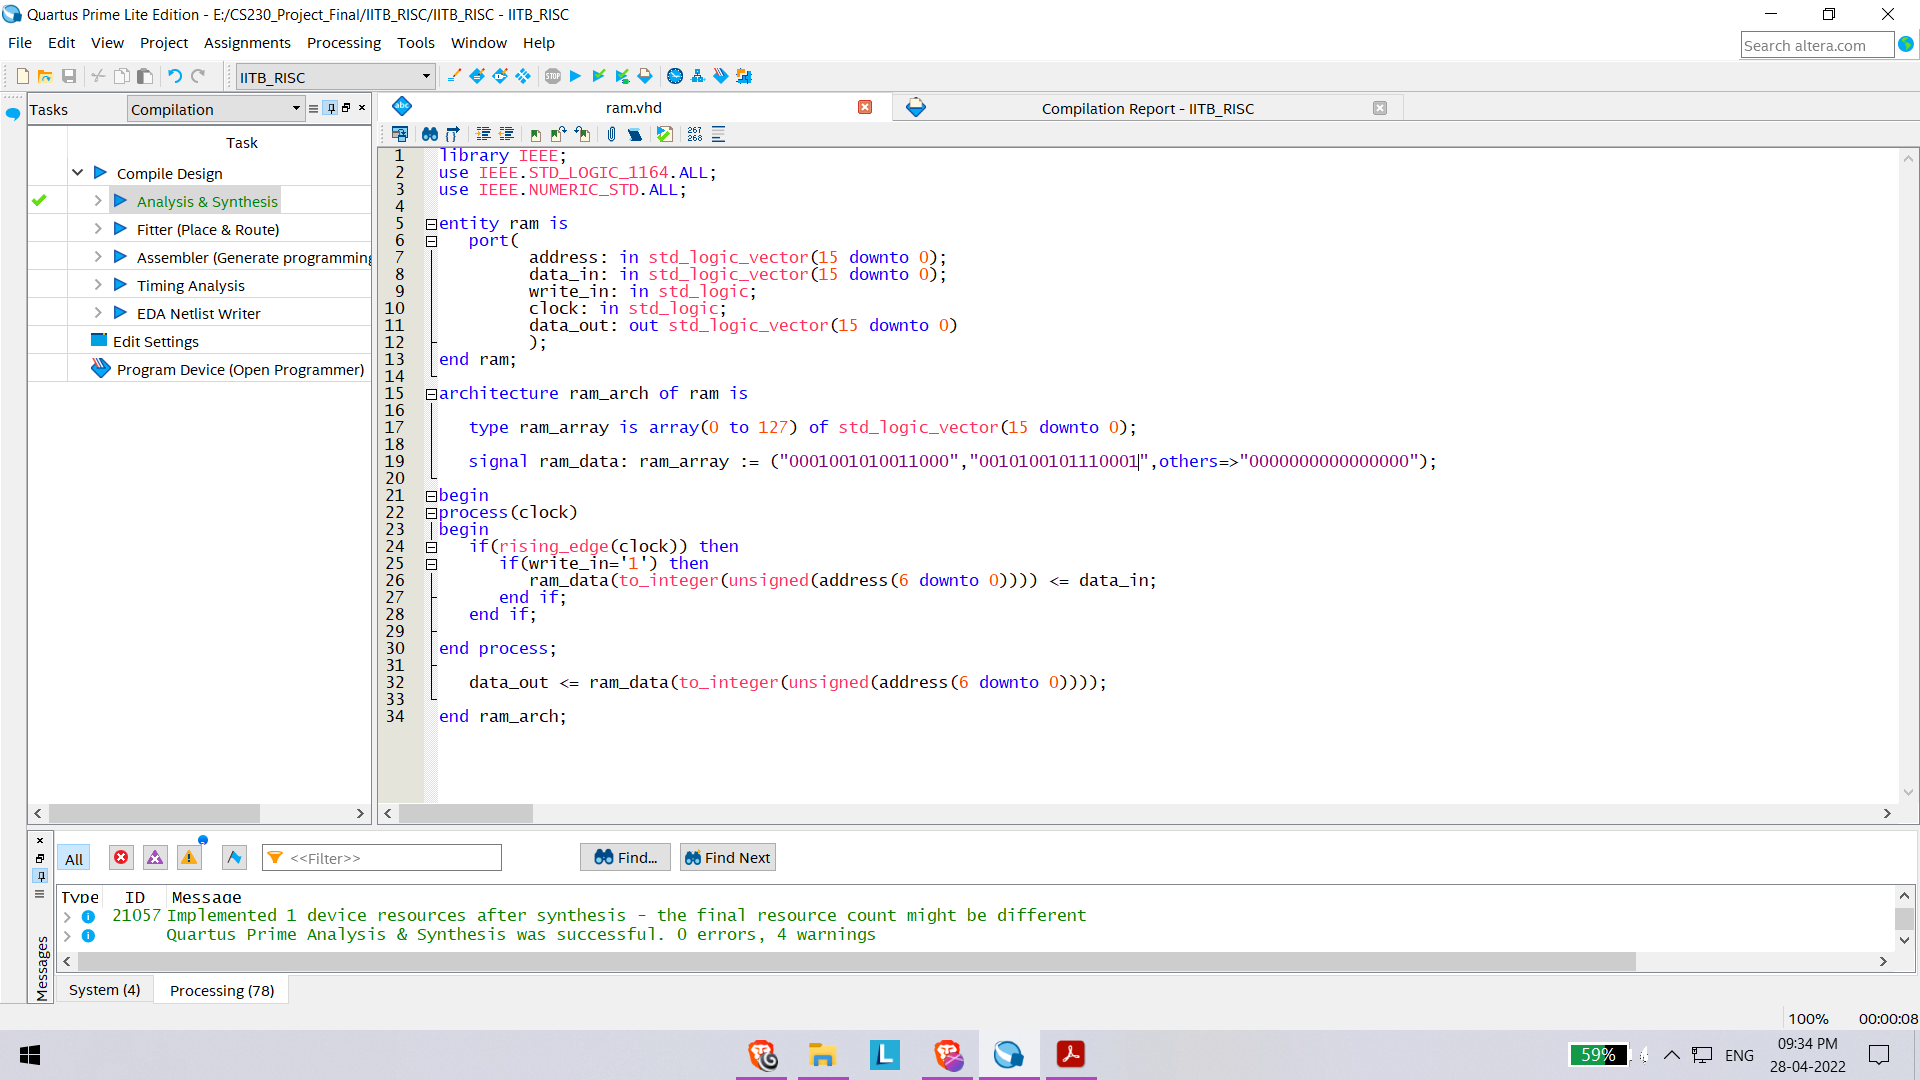 Quartus Prime Lite Edition - E:/CS230_Project_Final/IITB_RISC/IITB_RISC - IITB_RISC
File Edit View Project Assignments Processing Tools Window Help
Search altera.com
IITB_RISC
Tasks Compilation
ram.vhd
Compilation Report - IITB_RISC
Task
Compile Design
Analysis & Synthesis
Fitter (Place & Route)
Assembler (Generate programming
Timing Analysis
EDA Netlist Writer
Edit Settings
Program Device (Open Programmer)
1 library IEEE;
2 use IEEE.STD_LOGIC_1164.ALL;
3 use IEEE.NUMERIC_STD.ALL;
4
5 entity ram is
6 port(
7 address: in std_logic_vector(15 downto 0);
8 data_in: in std_logic_vector(15 downto 0);
9 write_in: in std_logic;
10 clock: in std_logic;
11 data_out: out std_logic_vector(15 downto 0)
12 );
13 end ram;
14
15 architecture ram_arch of ram is
16
17 type ram_array is array(0 to 127) of std_logic_vector(15 downto 0);
18
19 signal ram_data: ram_array := ("0001001010011000","0010100101110001",others=>"0000000000000000");
20
21 begin
22 process(clock)
23 begin
24 if(rising_edge(clock)) then
25 if(write_in='1') then
26 ram_data(to_integer(unsigned(address(6 downto 0)))) <= data_in;
27 end if;
28 end if;
29
30 end process;
31
32 data_out <= ram_data(to_integer(unsigned(address(6 downto 0))));
33
34 end ram_arch;
All <<Filter>> Find... Find Next
Type ID Message
21057 Implemented 1 device resources after synthesis - the final resource count might be different
Quartus Prime Analysis & Synthesis was successful. 0 errors, 4 warnings
Messages
System (4) Processing (78)
100% 00:00:08
59% ENG 09:34 PM
28-04-2022